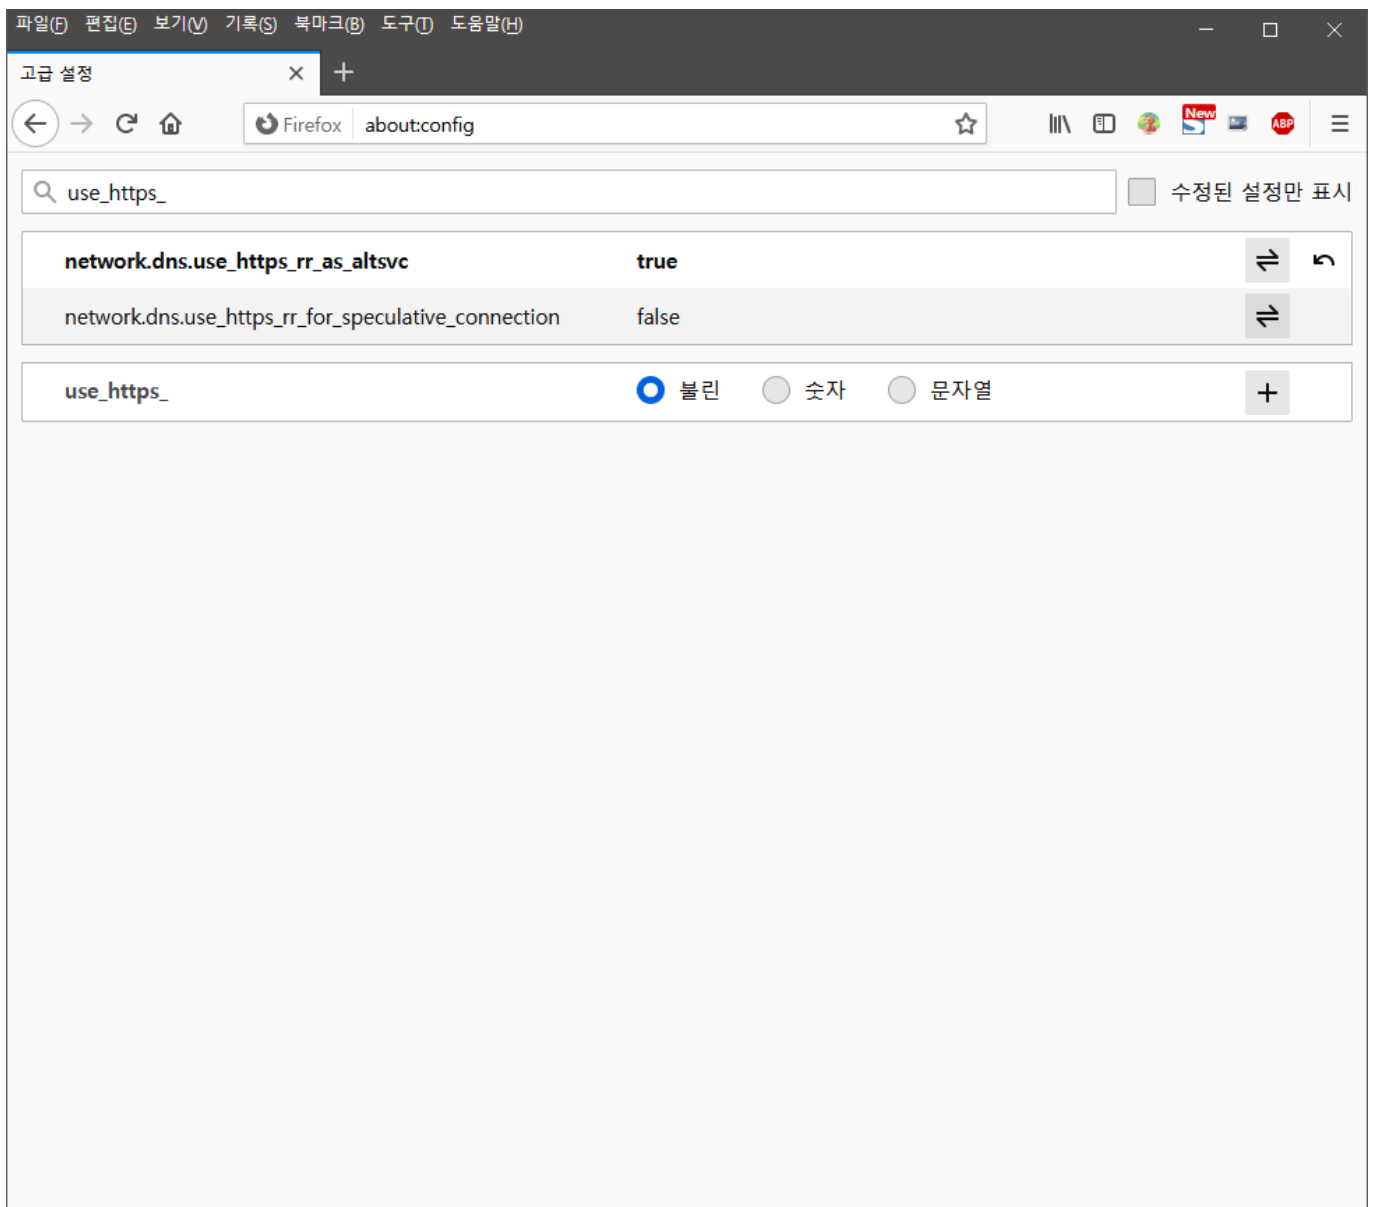 파일(F) 편집(E) 보기(V) 기록(S) 북마크(B) 도구(T) 도움말(H)
고급 설정
Firefox about:config
New
ABP
use_https_ 수정된 설정만 표시
network.dns.use_https_rr_as_altsvc true
network.dns.use_https_rr_for_speculative_connection false
use_https_ 불린 숫자 문자열